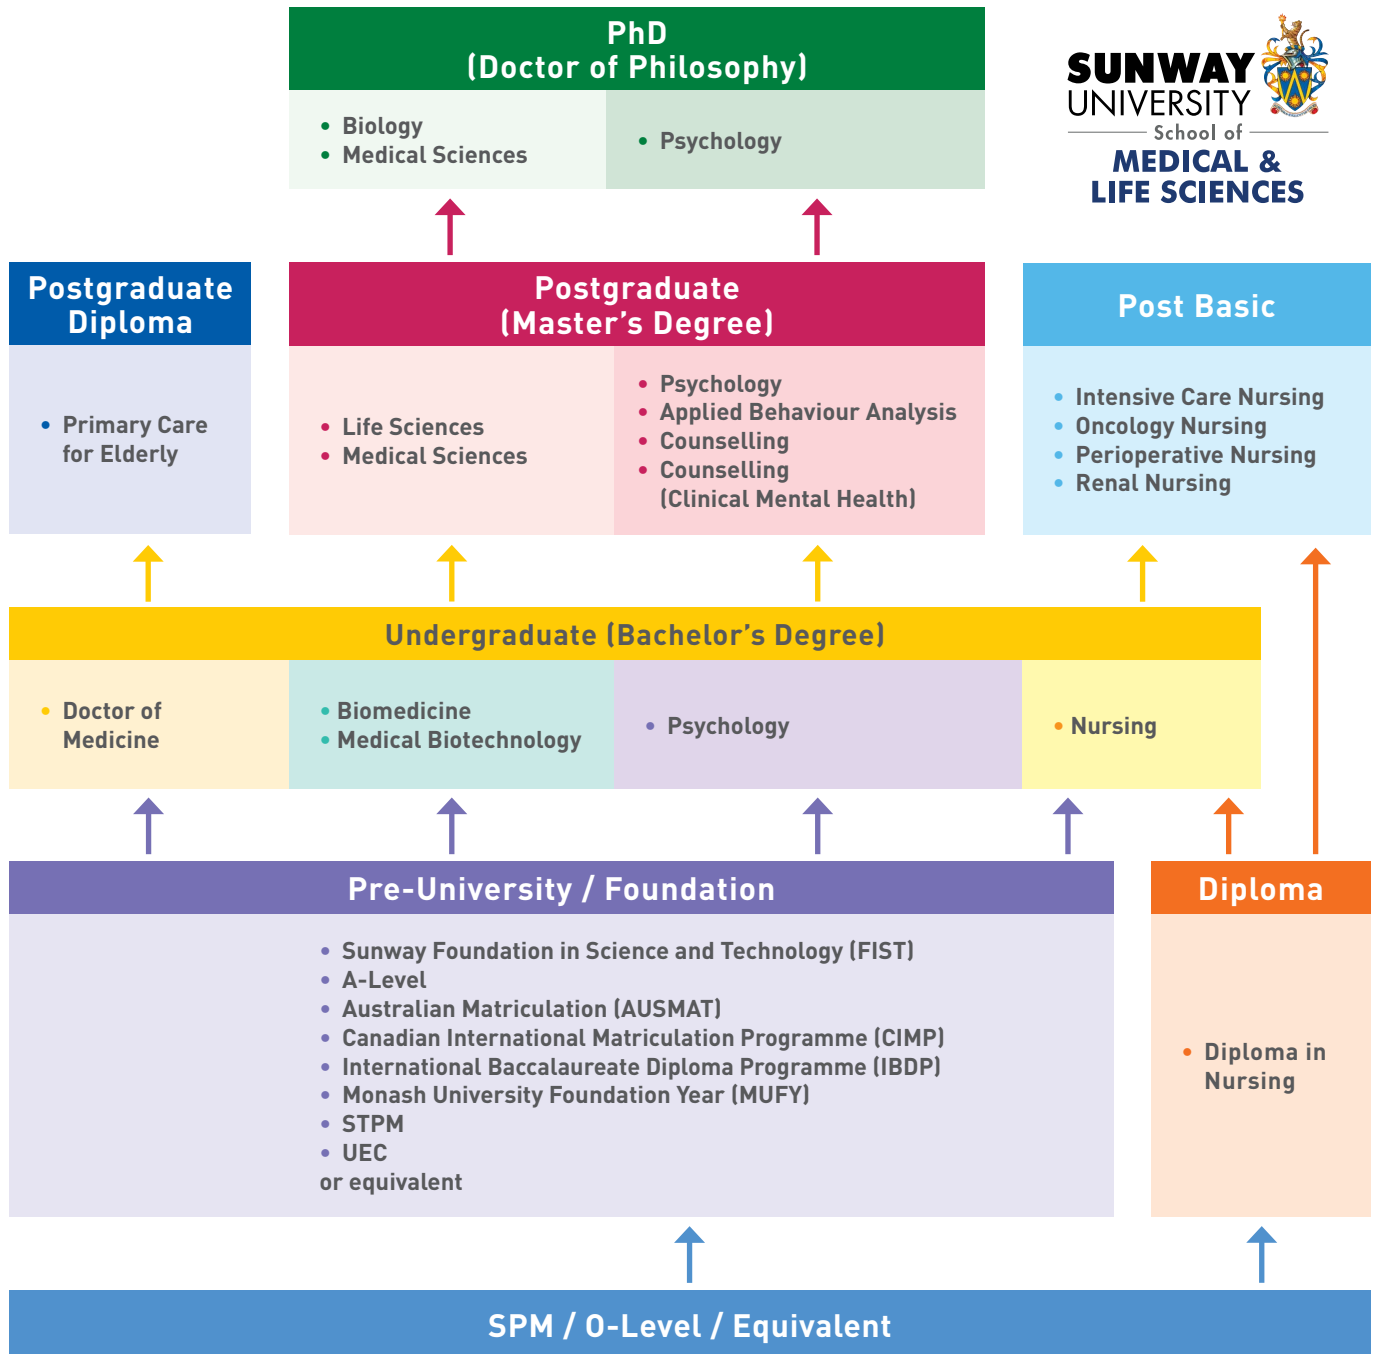 PhD
(Doctor of Philosophy)
• Biology
• Medical Sciences
• Psychology
SUNWAY
UNIVERSITY
School of
MEDICAL &
LIFE SCIENCES
Postgraduate
Diploma
• Primary Care
for Elderly
Postgraduate
(Master's Degree)
• Life Sciences
• Medical Sciences
• Psychology
• Applied Behaviour Analysis
• Counselling
• Counselling
(Clinical Mental Health)
Post Basic
• Intensive Care Nursing
• Oncology Nursing
• Perioperative Nursing
• Renal Nursing
Undergraduate (Bachelor's Degree)
• Doctor of
Medicine
• Biomedicine
• Medical Biotechnology
• Psychology
• Nursing
Pre-University / Foundation
• Sunway Foundation in Science and Technology (FIST)
• A-Level
• Australian Matriculation (AUSMAT)
• Canadian International Matriculation Programme (CIMP)
• International Baccalaureate Diploma Programme (IBDP)
• Monash University Foundation Year (MUFY)
• STPM
• UEC
or equivalent
Diploma
• Diploma in
Nursing
SPM / O-Level / Equivalent